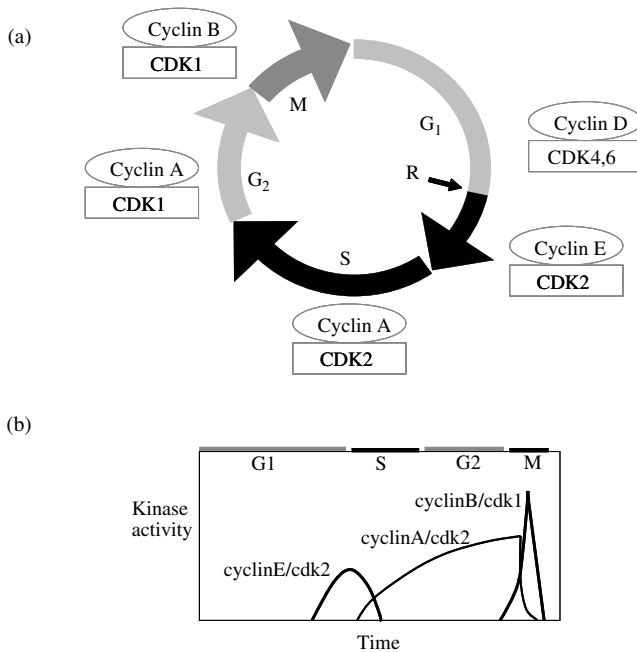 (a)
Cyclin B
CDK1
M
G1
Cyclin D
CDK4,6
R
Cyclin A
CDK1
G2
Cyclin E
CDK2
S
Cyclin A
CDK2
(b)
G1 S G2 M
Kinase
activity
cyclinB/cdk1
cyclinA/cdk2
cyclinE/cdk2
Time